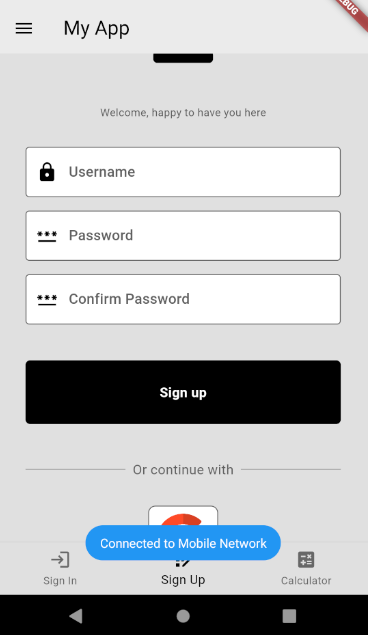 My App
Welcome, happy to have you here
Username
Password
Confirm Password
Sign up
Or continue with
Connected to Mobile Network
Sign In
Sign Up
Calculator